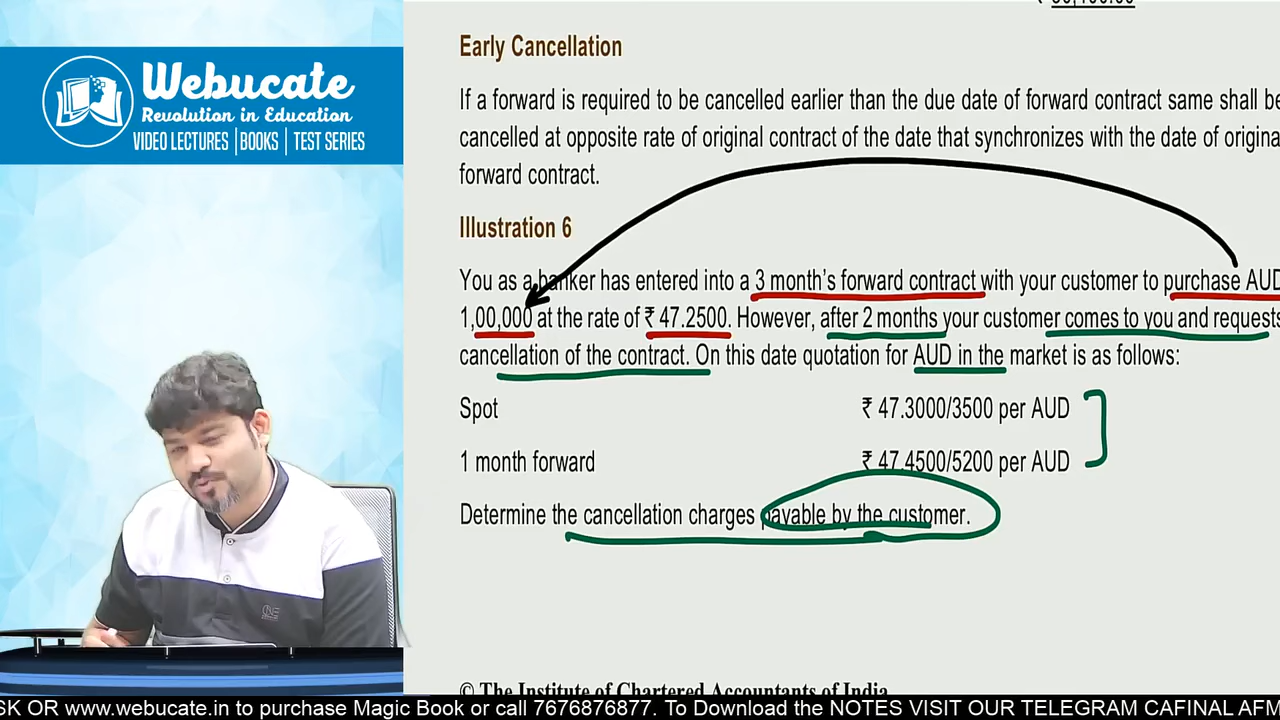 Webucate
Revolution in Education
VIDEO LECTURES | BOOKS | TEST SERIES
Early Cancellation
If a forward is required to be cancelled earlier than the due date of forward contract same shall be
cancelled at opposite rate of original contract of the date that synchronizes with the date of origina
forward contract.
Illustration 6
You as a banker has entered into a 3 month's forward contract with your customer to purchase AUD
1,00,000 at the rate of ₹ 47.2500. However, after 2 months your customer comes to you and requests
cancellation of the contract. On this date quotation for AUD in the market is as follows:
Spot ₹ 47.3000/3500 per AUD
1 month forward ₹ 47.4500/5200 per AUD
Determine the cancellation charges payable by the customer.
© The Institute of Chartered Accountants of India
SK OR www.webucate.in to purchase Magic Book or call 7676876877. To Download the NOTES VISIT OUR TELEGRAM CAFINAL AFM